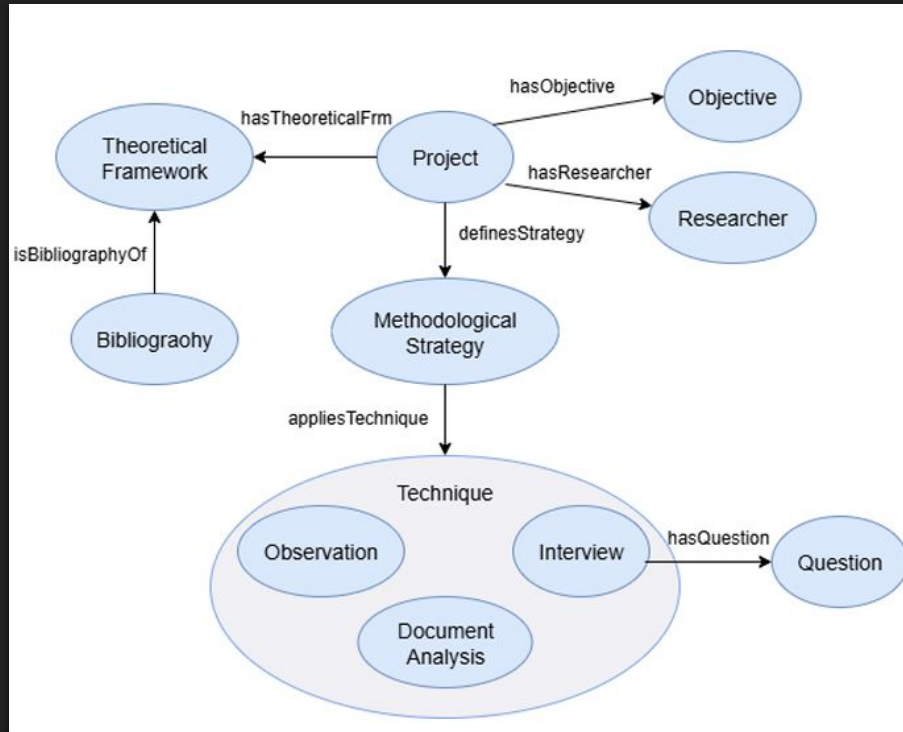 hasObjective
Objective
hasTheoreticalFrm
Theoretical
Framework
Project
hasResearcher
Researcher
definesStrategy
isBibliographyOf
Bibliograohy
Methodological
Strategy
appliesTechnique
Technique
Observation
Interview
hasQuestion
Question
Document
Analysis